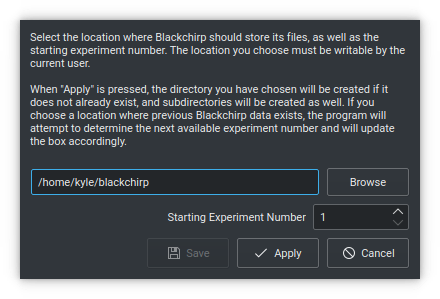 Select the location where Blackchirp should store its files, as well as the
starting experiment number. The location you choose must be writable by the
current user.
When "Apply" is pressed, the directory you have chosen will be created if it
does not already exist, and subdirectories will be created as well. If you
choose a location where previous Blackchirp data exists, the program will
attempt to determine the next available experiment number and will update
the box accordingly.
/home/kyle/blackchirp Browse
Starting Experiment Number 1
Save Apply Cancel